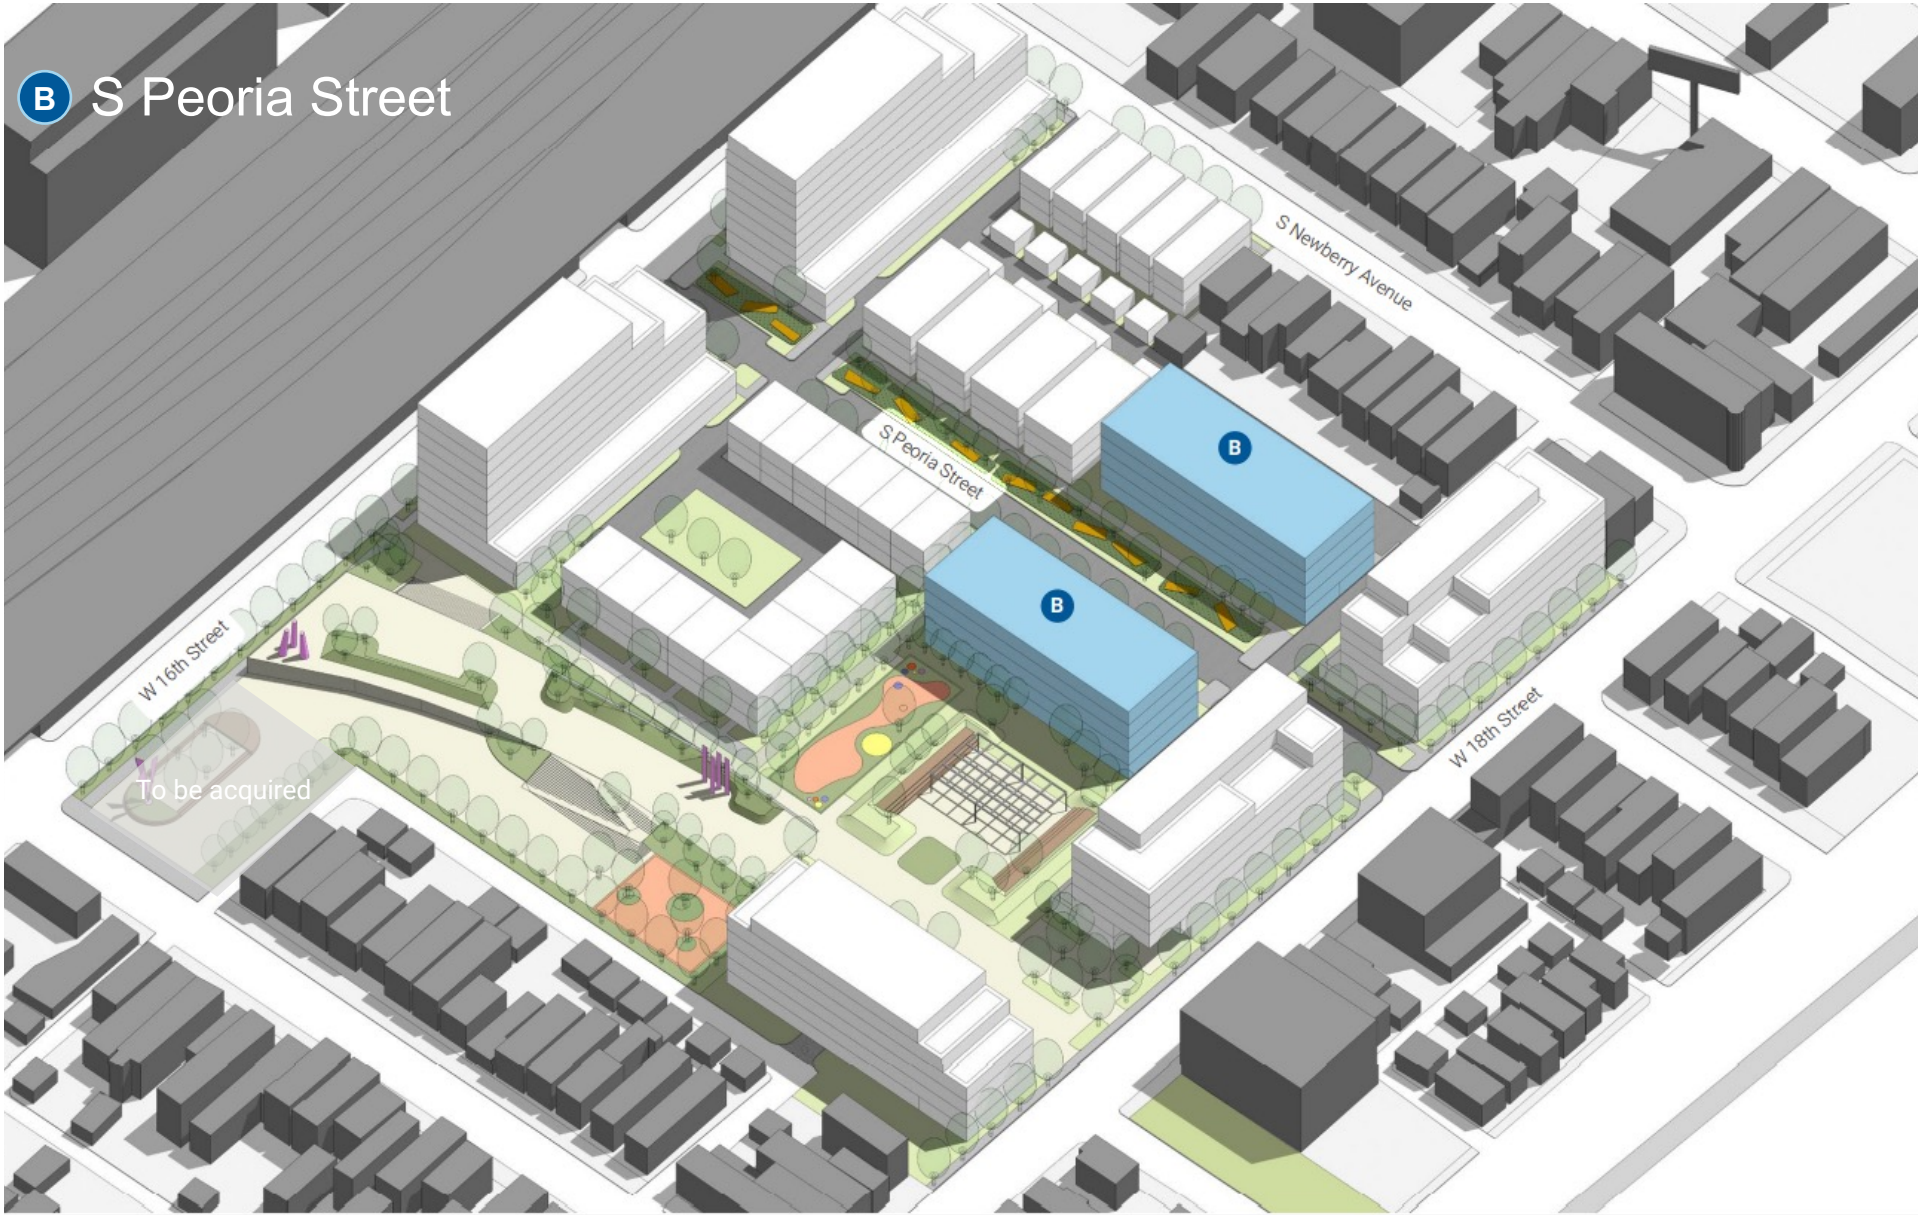 B S Peoria Street
S Newberry Avenue
B
S Peoria Street
B
W 16th Street
W 18th Street
To be acquired